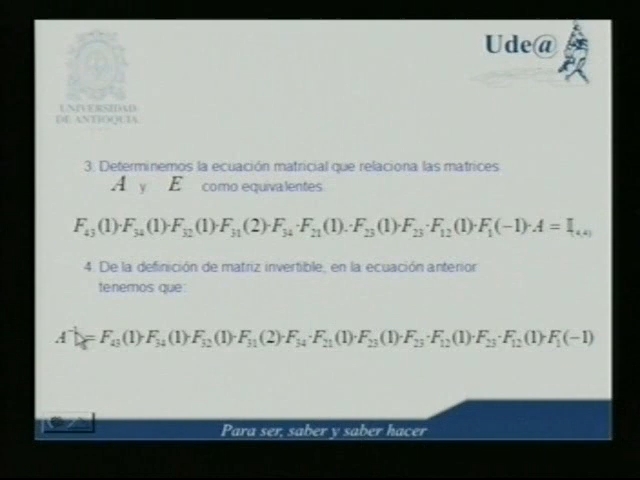 Ude@
UNIVERSIDAD
DE ANTIOQUIA
3. Determinemos la ecuación matricial que relaciona las matrices
A y E como equivalentes
F₄₃(1)·F₃₄(1)·F₃₂(1)·F₃₁(2)·F₃₄·F₂₁(1).·F₂₃(1)·F₂₃·F₁₂(1)·F₁(−1)·A = I₍₄,₄₎
4. De la definición de matriz invertible, en la ecuación anterior
tenemos que:
A⁻¹= F₄₃(1)·F₃₄(1)·F₃₂(1)·F₃₁(2)·F₃₄·F₂₁(1)·F₂₃(1)·F₂₃·F₁₂(1)·F₂₃·F₁₂(1)·F₁(−1)
Para ser, saber y saber hacer